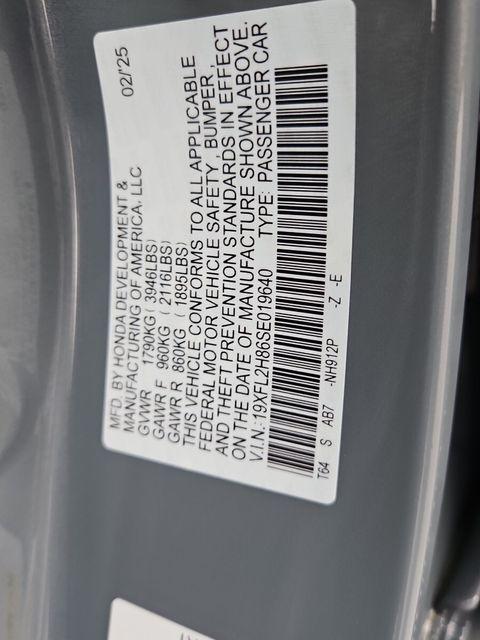 MFD. BY HONDA DEVELOPMENT & 02/'25
MANUFACTURING OF AMERICA, LLC
GVWR 1790KG ( 3946LBS)
GAWR F 960KG ( 2116LBS)
GAWR R 860KG ( 1895LBS)
THIS VEHICLE CONFORMS TO ALL APPLICABLE
FEDERAL MOTOR VEHICLE SAFETY, BUMPER,
AND THEFT PREVENTION STANDARDS IN EFFECT
ON THE DATE OF MANUFACTURE SHOWN ABOVE.
V.I.N.: 19XFL2H86SE019640 TYPE: PASSENGER CAR
T64 S AB7 -NH912P -Z -E